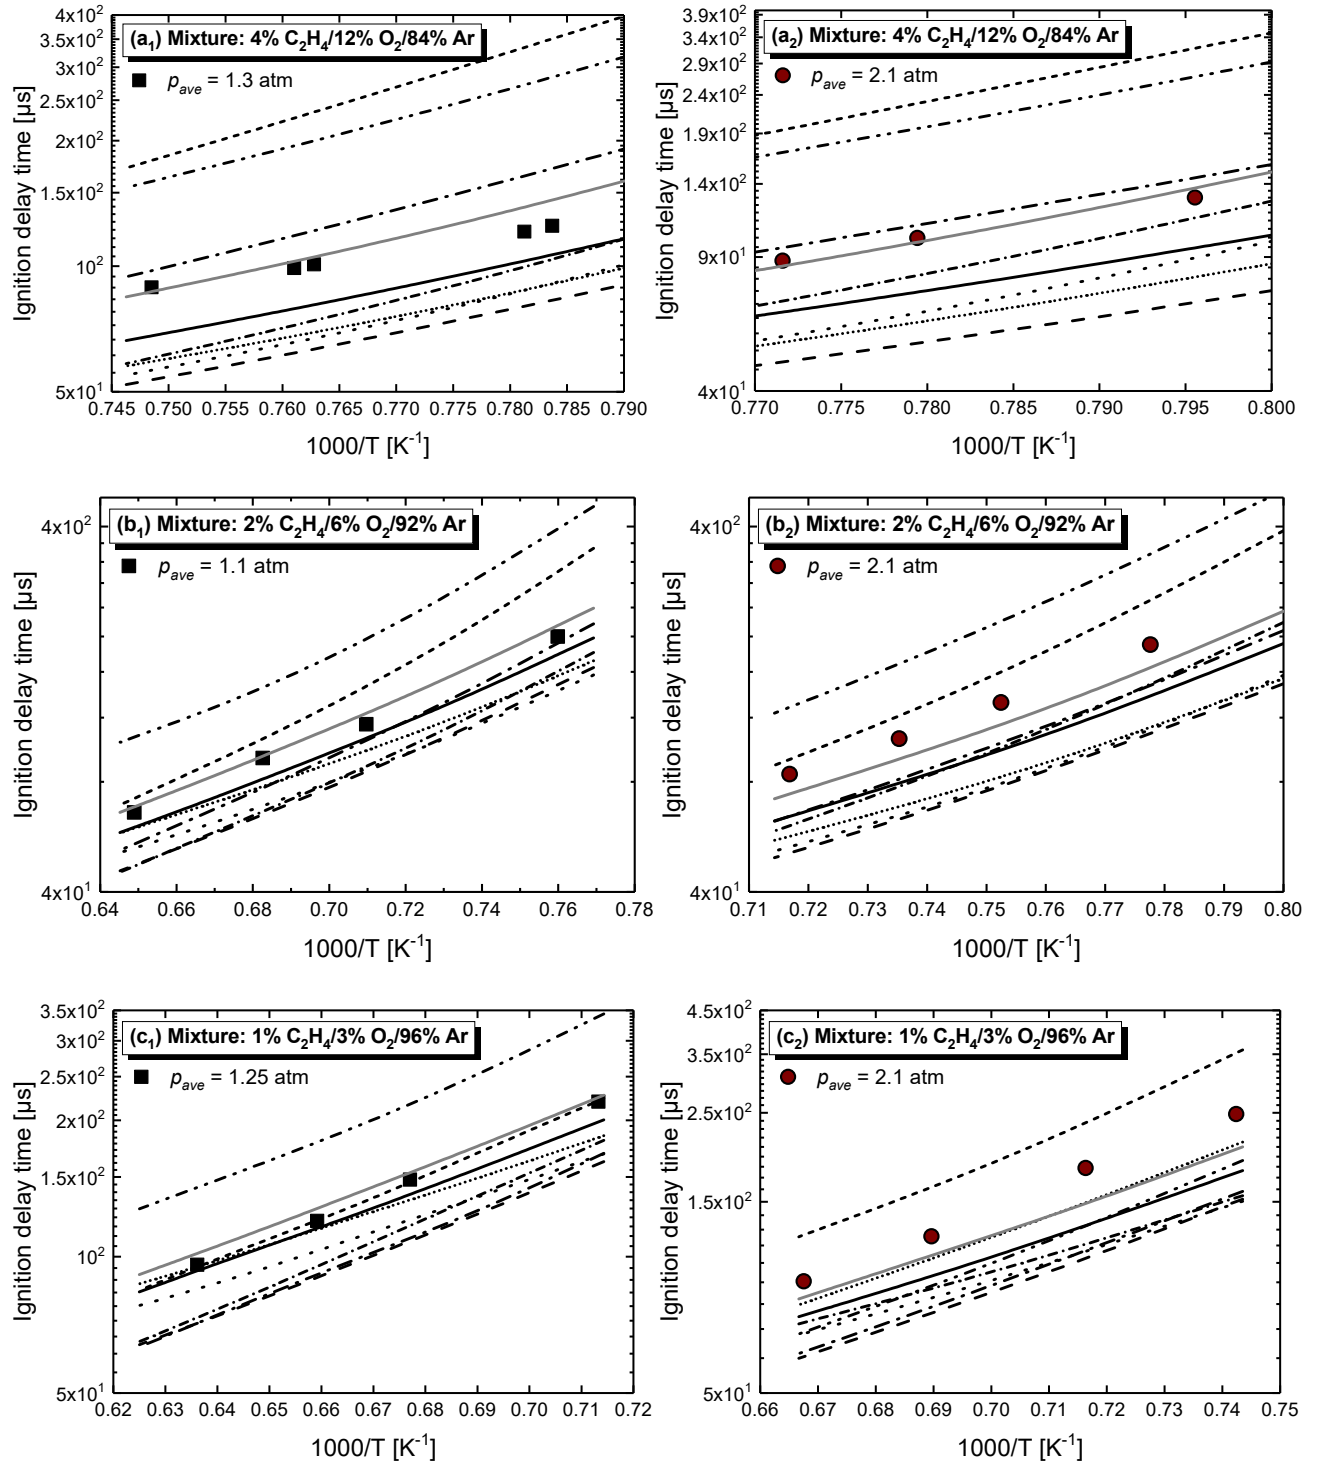 (a₁) Mixture: 4% C₂H₄/12% O₂/84% Ar
p_ave = 1.3 atm
4x10²
3.5x10²
3x10²
2.5x10²
2x10²
1.5x10²
10²
5x10¹
Ignition delay time [µs]
0.745 0.750 0.755 0.760 0.765 0.770 0.775 0.780 0.785 0.790
1000/T [K⁻¹]
(a₂) Mixture: 4% C₂H₄/12% O₂/84% Ar
p_ave = 2.1 atm
3.9x10²
3.4x10²
2.9x10²
2.4x10²
1.9x10²
1.4x10²
9x10¹
4x10¹
Ignition delay time [µs]
0.770 0.775 0.780 0.785 0.790 0.795 0.800
1000/T [K⁻¹]
(b₁) Mixture: 2% C₂H₄/6% O₂/92% Ar
p_ave = 1.1 atm
4x10²
4x10¹
Ignition delay time [µs]
0.64 0.66 0.68 0.70 0.72 0.74 0.76 0.78
1000/T [K⁻¹]
(b₂) Mixture: 2% C₂H₄/6% O₂/92% Ar
p_ave = 2.1 atm
4x10²
4x10¹
Ignition delay time [µs]
0.71 0.72 0.73 0.74 0.75 0.76 0.77 0.78 0.79 0.80
1000/T [K⁻¹]
(c₁) Mixture: 1% C₂H₄/3% O₂/96% Ar
p_ave = 1.25 atm
3.5x10²
3x10²
2.5x10²
2x10²
1.5x10²
10²
5x10¹
Ignition delay time [µs]
0.62 0.63 0.64 0.65 0.66 0.67 0.68 0.69 0.70 0.71 0.72
1000/T [K⁻¹]
(c₂) Mixture: 1% C₂H₄/3% O₂/96% Ar
p_ave = 2.1 atm
4.5x10²
3.5x10²
2.5x10²
1.5x10²
5x10¹
Ignition delay time [µs]
0.66 0.67 0.68 0.69 0.70 0.71 0.72 0.73 0.74 0.75
1000/T [K⁻¹]